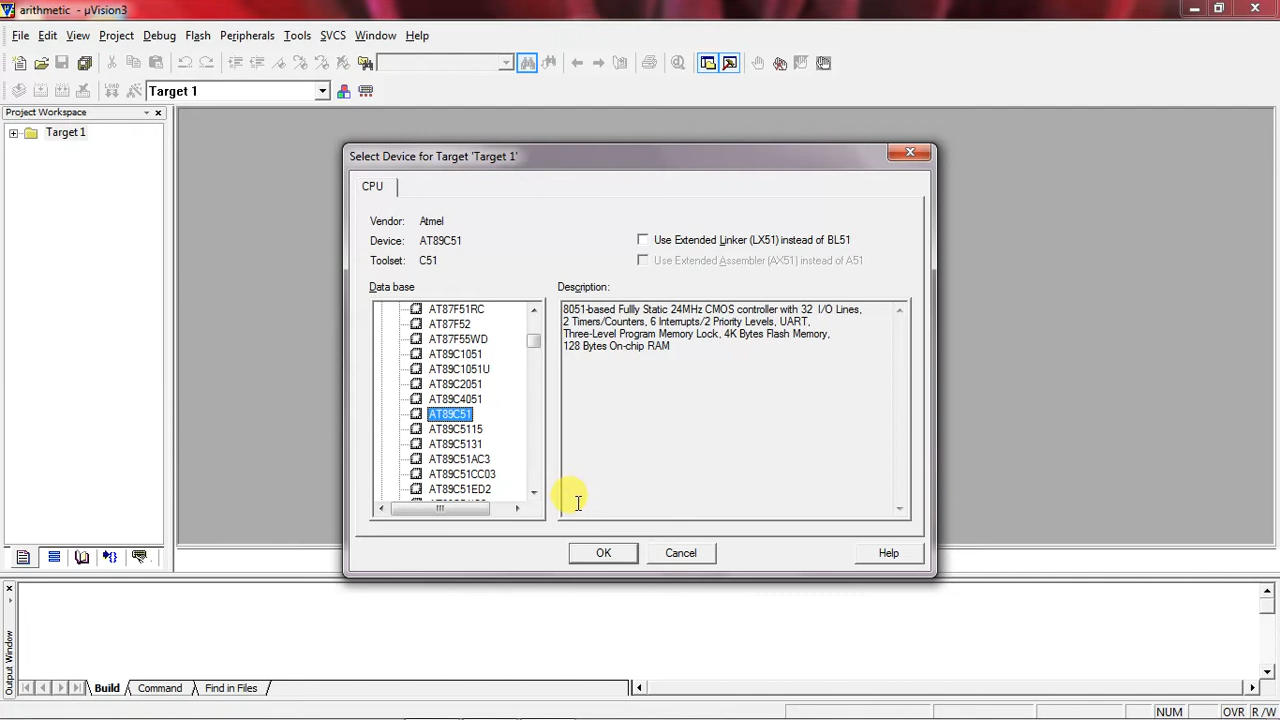 arithmetic - µVision3
File Edit View Project Debug Flash Peripherals Tools SVCS Window Help
LOAD Target 1
Project Workspace
Target 1
Select Device for Target 'Target 1'
CPU
Vendor: Atmel
Device: AT89C51
Toolset: C51
Use Extended Linker (LX51) instead of BL51
Use Extended Assembler (AX51) instead of A51
Data base
AT87F51RC
AT87F52
AT87F55WD
AT89C1051
AT89C1051U
AT89C2051
AT89C4051
AT89C51
AT89C5115
AT89C5131
AT89C51AC3
AT89C51CC03
AT89C51ED2
Description:
8051-based Fullly Static 24MHz CMOS controller with 32 I/O Lines,
2 Timers/Counters, 6 Interrupts/2 Priority Levels, UART,
Three-Level Program Memory Lock, 4K Bytes Flash Memory,
128 Bytes On-chip RAM
OK Cancel Help
Output Window
Build Command Find in Files
NUM OVR R /W